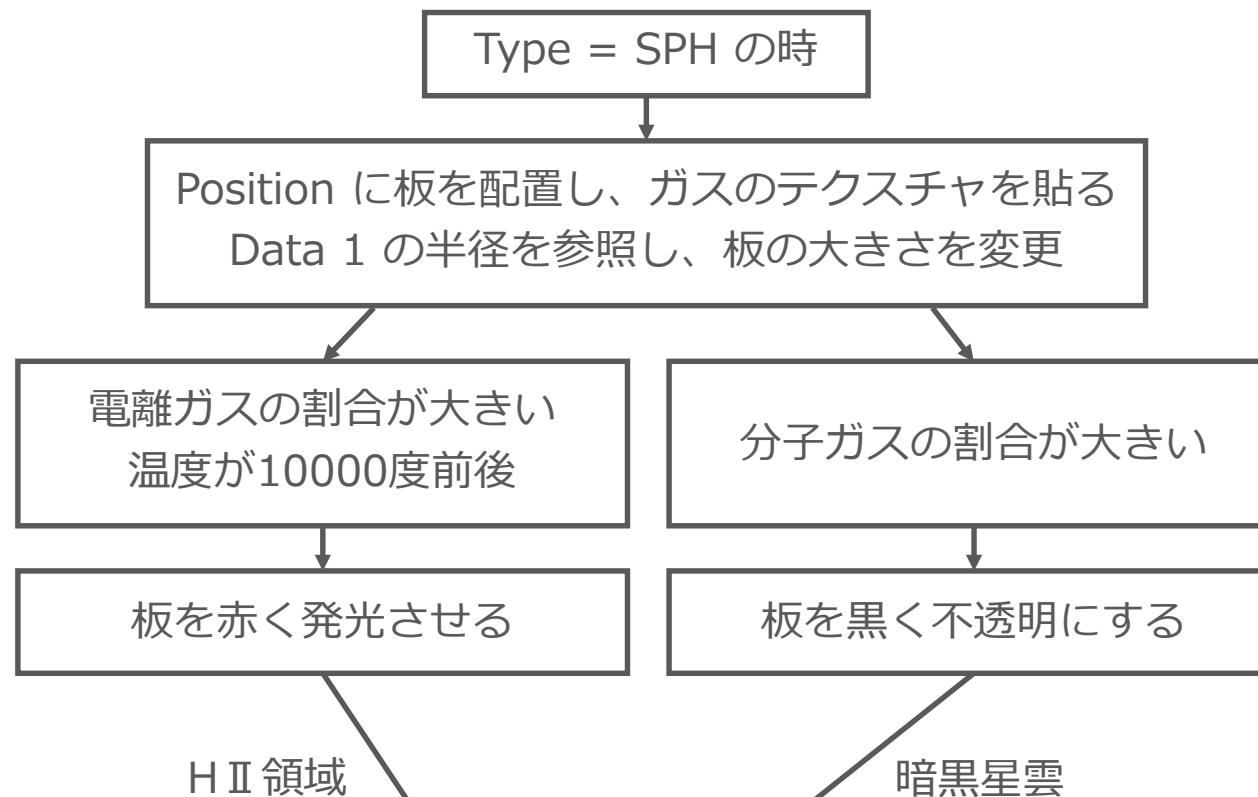 Type = SPH の時
Position に板を配置し、ガスのテクスチャを貼る
Data 1 の半径を参照し、板の大きさを変更
電離ガスの割合が大きい
温度が10000度前後
分子ガスの割合が大きい
板を赤く発光させる
板を黒く不透明にする
HⅡ領域
暗黒星雲